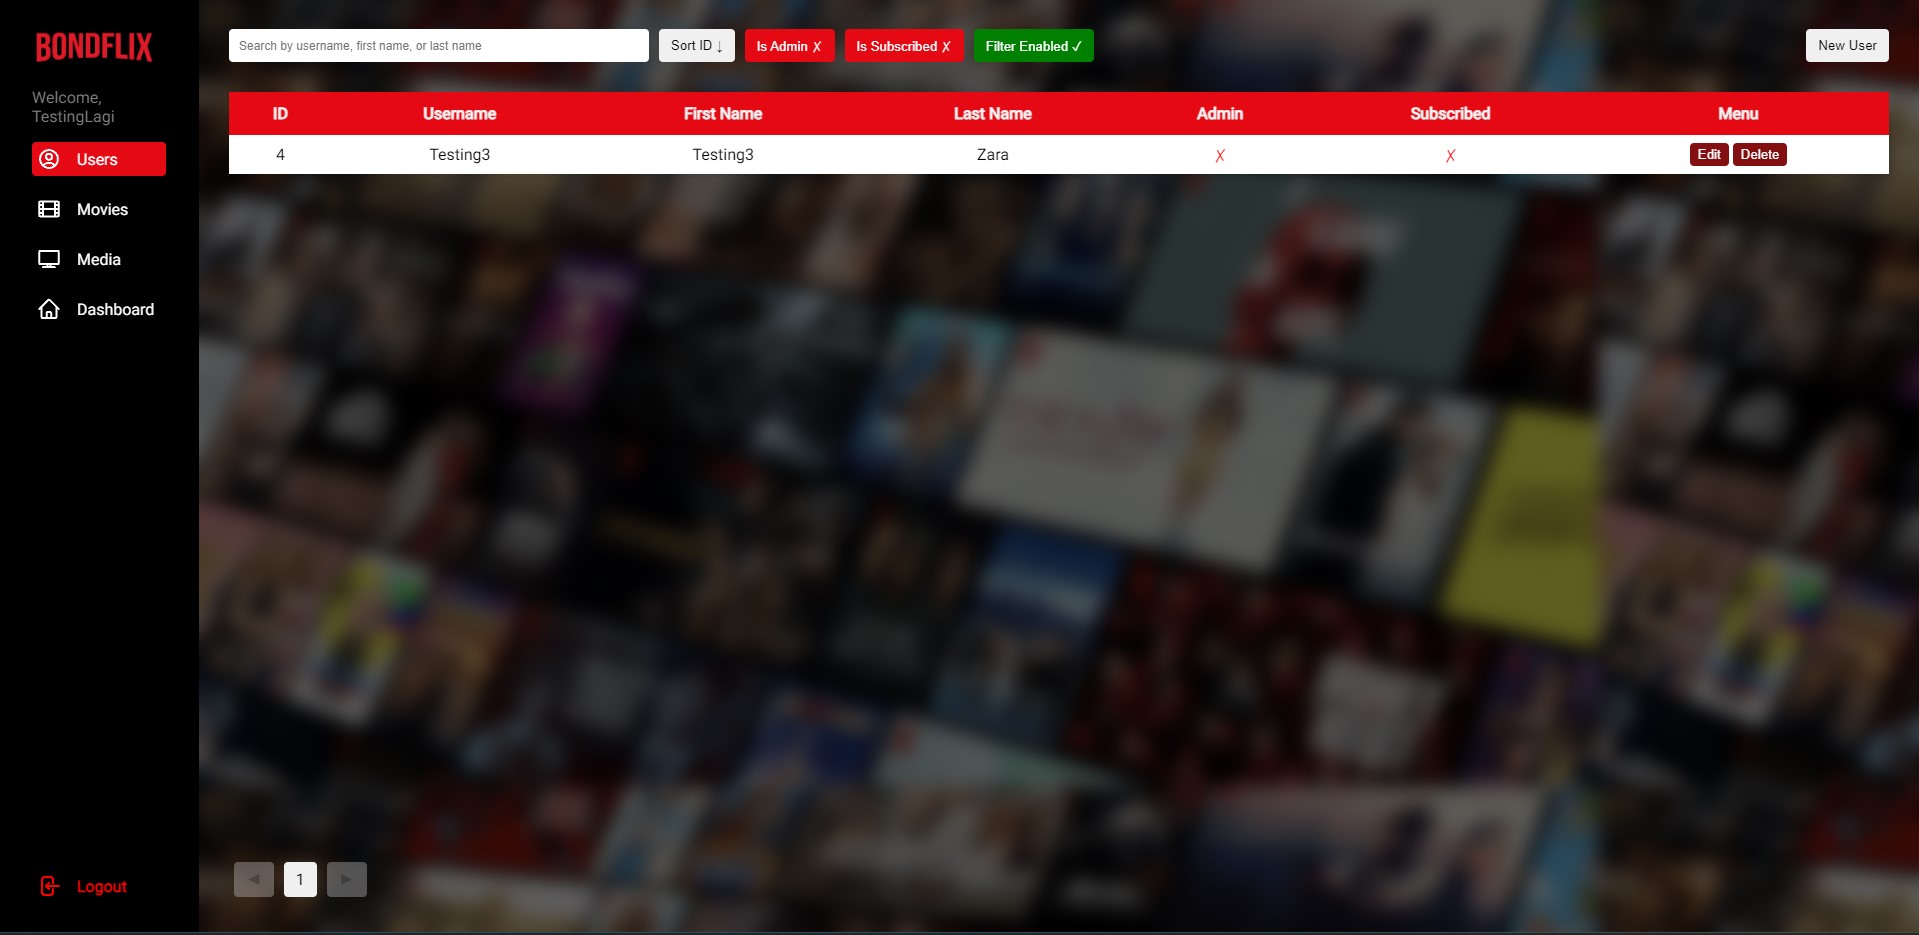 BONDFLIX
Welcome,
TestingLagi
Users
Movies
Media
Dashboard
Logout
Search by username, first name, or last name
Sort ID ↓
Is Admin ✗
Is Subscribed ✗
Filter Enabled ✓
New User
ID Username First Name Last Name Admin Subscribed Menu
4 Testing3 Testing3 Zara ✗ ✗ Edit Delete
◀ 1 ▶